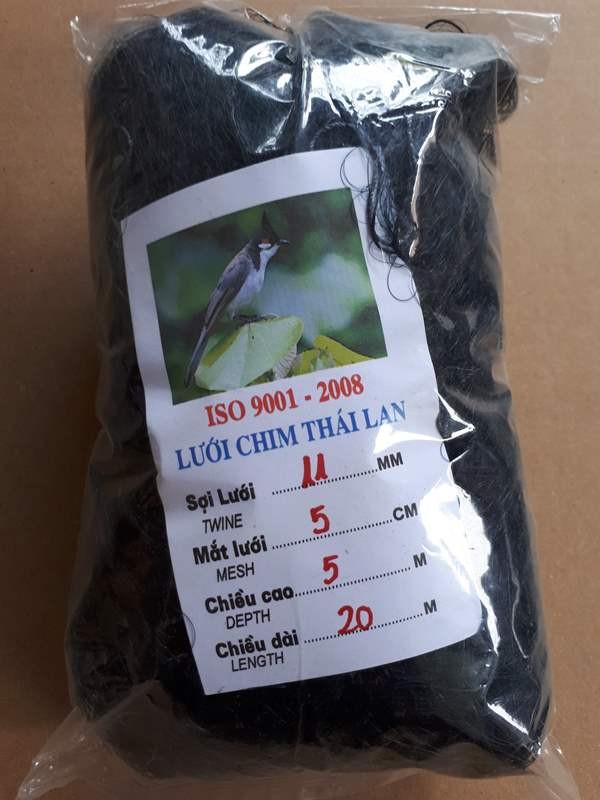 ISO 9001 - 2008
LƯỚI CHIM THÁI LAN
Sợi Lưới ........ 11 ........ MM
TWINE
Mắt lưới ........ 5 ........ CM
MESH
Chiều cao ........ 5 ........ M
DEPTH
Chiều dài ........ 20 ........ M
LENGTH